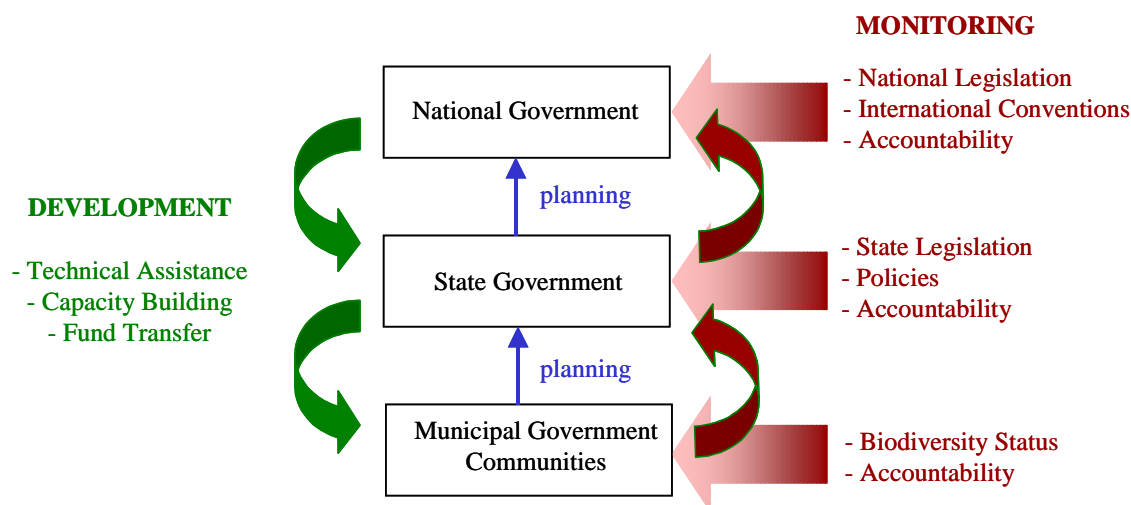 MONITORING
- National Legislation
- International Conventions
- Accountability
National Government
planning
DEVELOPMENT
- Technical Assistance
- Capacity Building
- Fund Transfer
State Government
- State Legislation
- Policies
- Accountability
planning
Municipal Government
Communities
- Biodiversity Status
- Accountability